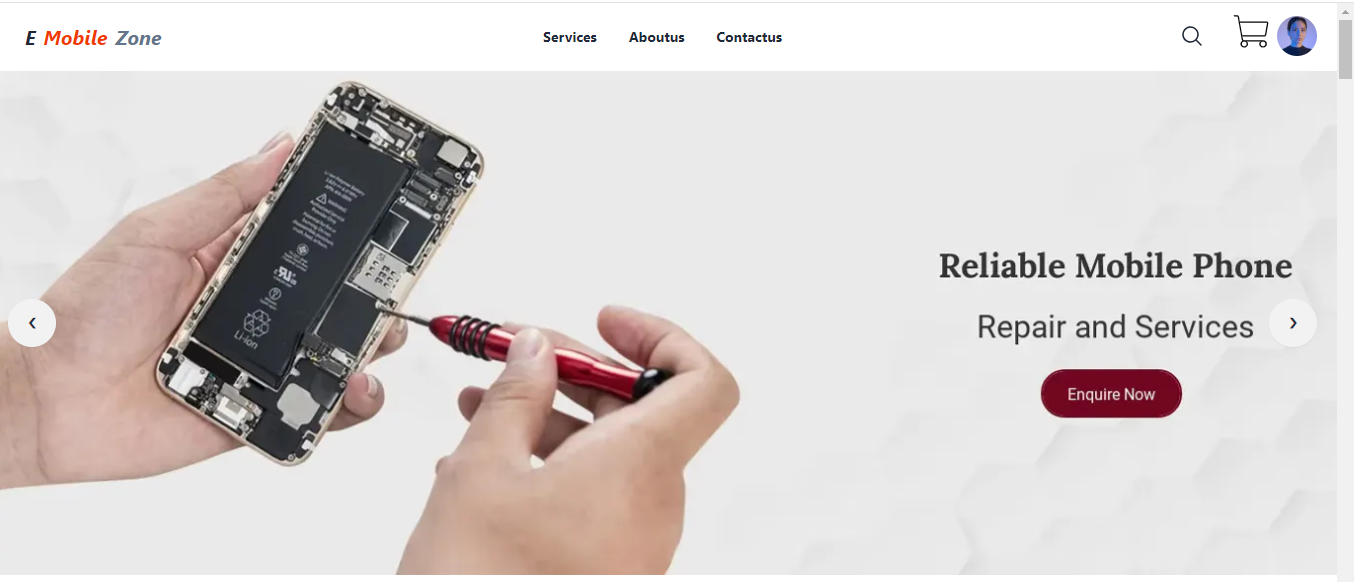 E Mobile Zone
Services Aboutus Contactus
Reliable Mobile Phone
Repair and Services
Enquire Now
Li-ion